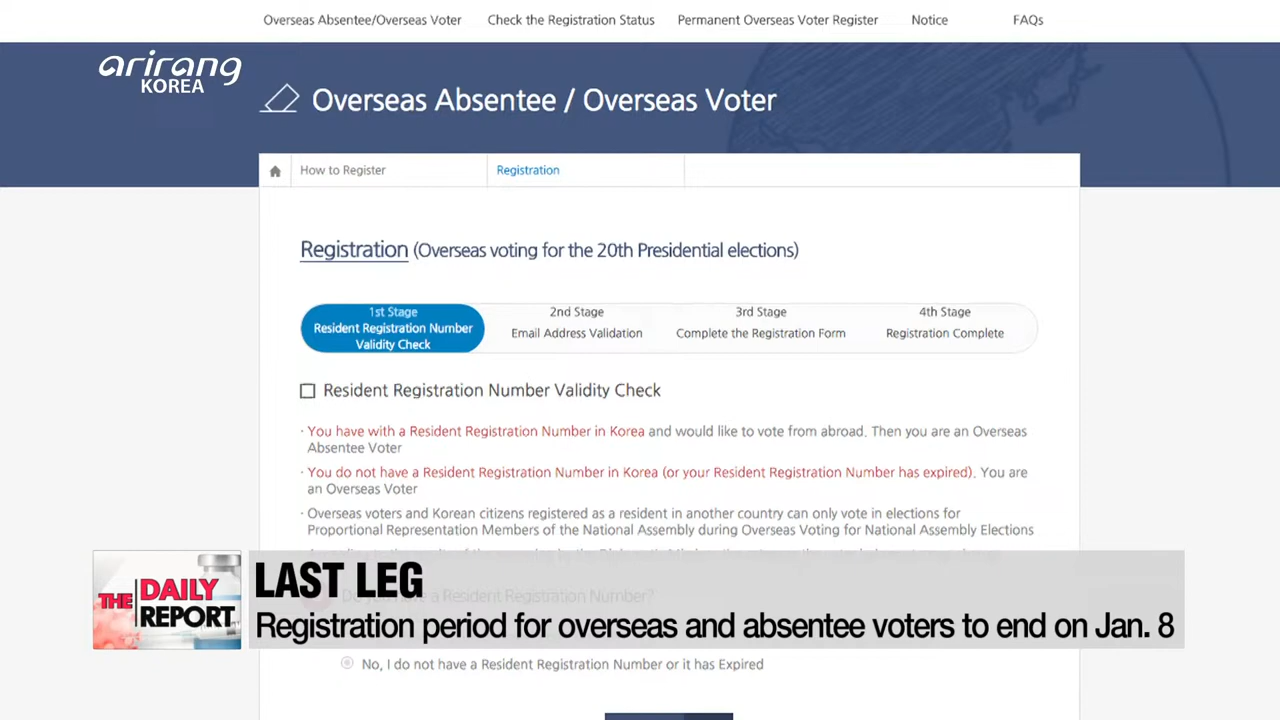 Overseas Absentee/Overseas Voter Check the Registration Status Permanent Overseas Voter Register Notice FAQs
arirang
KOREA
Overseas Absentee / Overseas Voter
How to Register Registration
Registration (Overseas voting for the 20th Presidential elections)
1st Stage
Resident Registration Number
Validity Check
2nd Stage
Email Address Validation
3rd Stage
Complete the Registration Form
4th Stage
Registration Complete
Resident Registration Number Validity Check
· You have with a Resident Registration Number in Korea and would like to vote from abroad. Then you are an Overseas
Absentee Voter
· You do not have a Resident Registration Number in Korea (or your Resident Registration Number has expired). You are
an Overseas Voter
· Overseas voters and Korean citizens registered as a resident in another country can only vote in elections for
Proportional Representation Members of the National Assembly during Overseas Voting for National Assembly Elections
Do you have a Resident Registration Number?
THE DAILY
REPORT
LAST LEG
Registration period for overseas and absentee voters to end on Jan. 8
No, I do not have a Resident Registration Number or it has Expired